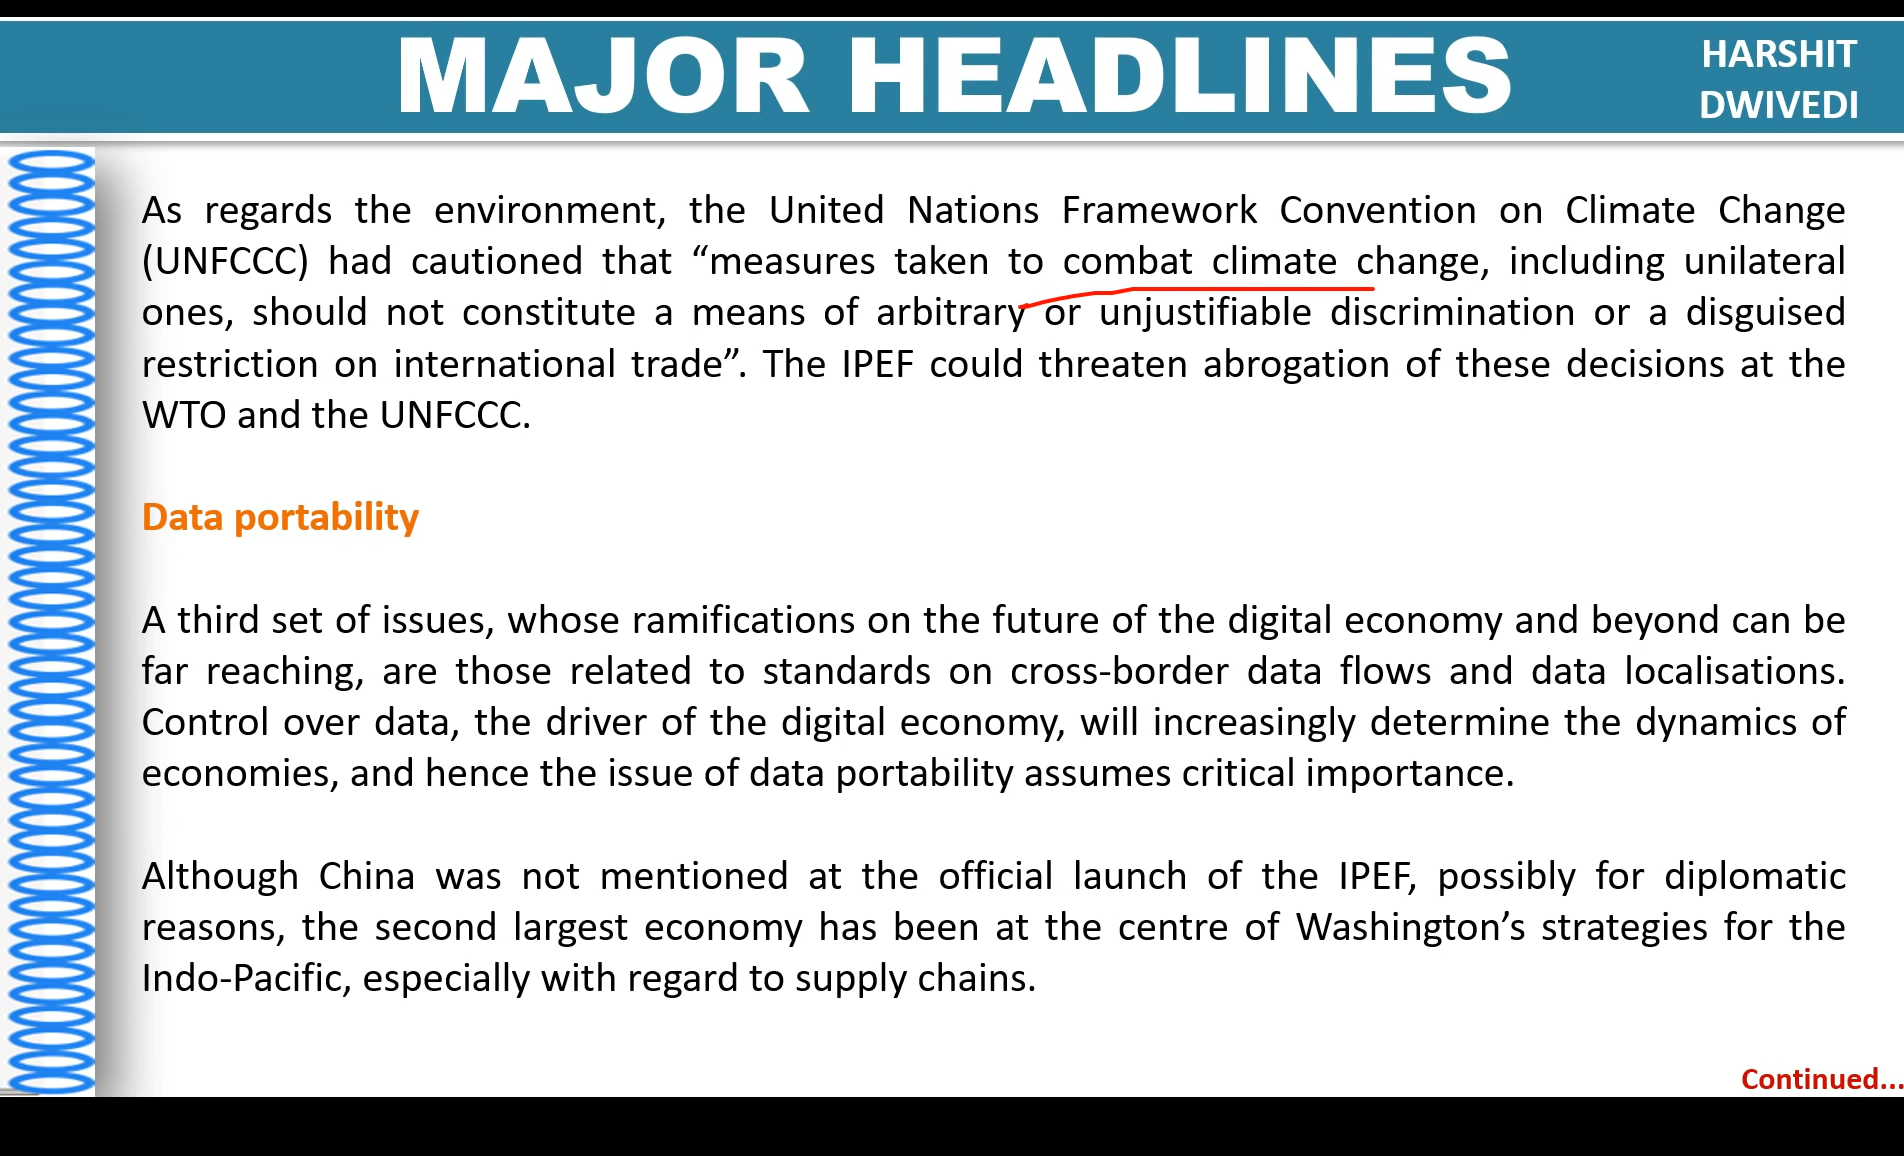 MAJOR HEADLINES
HARSHIT
DWIVEDI
As regards the environment, the United Nations Framework Convention on Climate Change
(UNFCCC) had cautioned that “measures taken to combat climate change, including unilateral
ones, should not constitute a means of arbitrary or unjustifiable discrimination or a disguised
restriction on international trade”. The IPEF could threaten abrogation of these decisions at the
WTO and the UNFCCC.
Data portability
A third set of issues, whose ramifications on the future of the digital economy and beyond can be
far reaching, are those related to standards on cross-border data flows and data localisations.
Control over data, the driver of the digital economy, will increasingly determine the dynamics of
economies, and hence the issue of data portability assumes critical importance.
Although China was not mentioned at the official launch of the IPEF, possibly for diplomatic
reasons, the second largest economy has been at the centre of Washington’s strategies for the
Indo-Pacific, especially with regard to supply chains.
Continued...